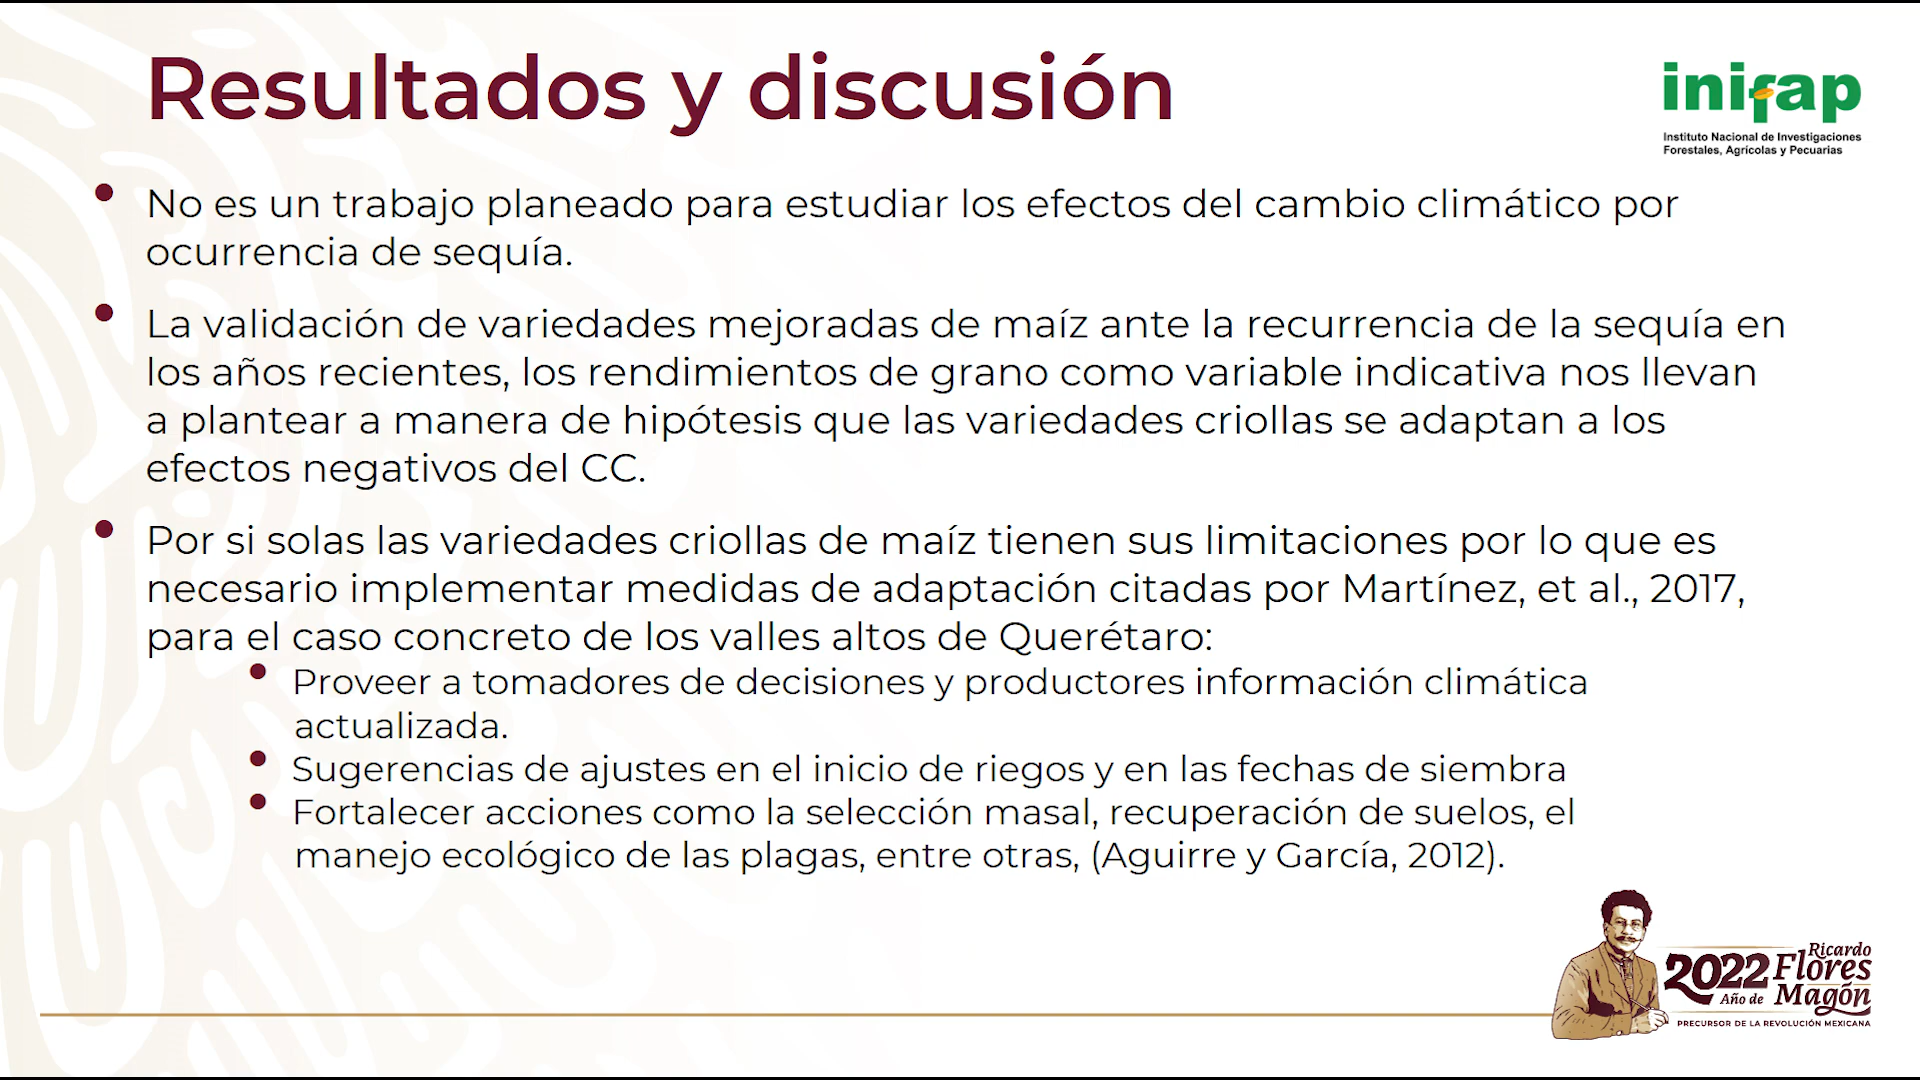 Resultados y discusión
inifap
Instituto Nacional de Investigaciones
Forestales, Agrícolas y Pecuarias
• No es un trabajo planeado para estudiar los efectos del cambio climático por
ocurrencia de sequía.
• La validación de variedades mejoradas de maíz ante la recurrencia de la sequía en
los años recientes, los rendimientos de grano como variable indicativa nos llevan
a plantear a manera de hipótesis que las variedades criollas se adaptan a los
efectos negativos del CC.
• Por si solas las variedades criollas de maíz tienen sus limitaciones por lo que es
necesario implementar medidas de adaptación citadas por Martínez, et al., 2017,
para el caso concreto de los valles altos de Querétaro:
• Proveer a tomadores de decisiones y productores información climática
actualizada.
• Sugerencias de ajustes en el inicio de riegos y en las fechas de siembra
• Fortalecer acciones como la selección masal, recuperación de suelos, el
manejo ecológico de las plagas, entre otras, (Aguirre y García, 2012).
2022 Ricardo
Flores
Año de Magón
PRECURSOR DE LA REVOLUCIÓN MEXICANA